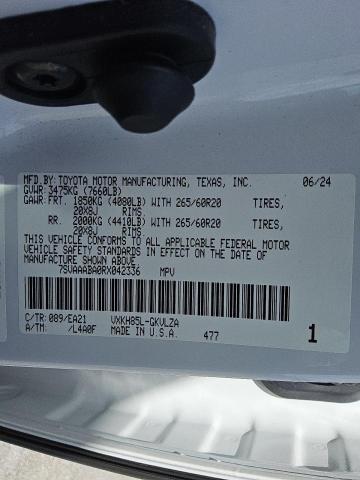 MFD.BY: TOYOTA MOTOR MANUFACTURING, TEXAS, INC. 06/24
GVWR: 3475KG (7660LB)
GAWR: FRT. 1850KG (4080LB) WITH 265/60R20 TIRES,
20X8J RIMS.
RR. 2000KG (4410LB) WITH 265/60R20 TIRES,
20X8J RIMS.
THIS VEHICLE CONFORMS TO ALL APPLICABLE FEDERAL MOTOR
VEHICLE SAFETY STANDARDS IN EFFECT ON THE DATE OF
MANUFACTURE SHOWN ABOVE.
7SVAAABA0RX042336 MPV
C/TR: 089/EA21 VXKH85L-GKVLZA
A/TM: /L4A0F MADE IN U.S.A. 477
1